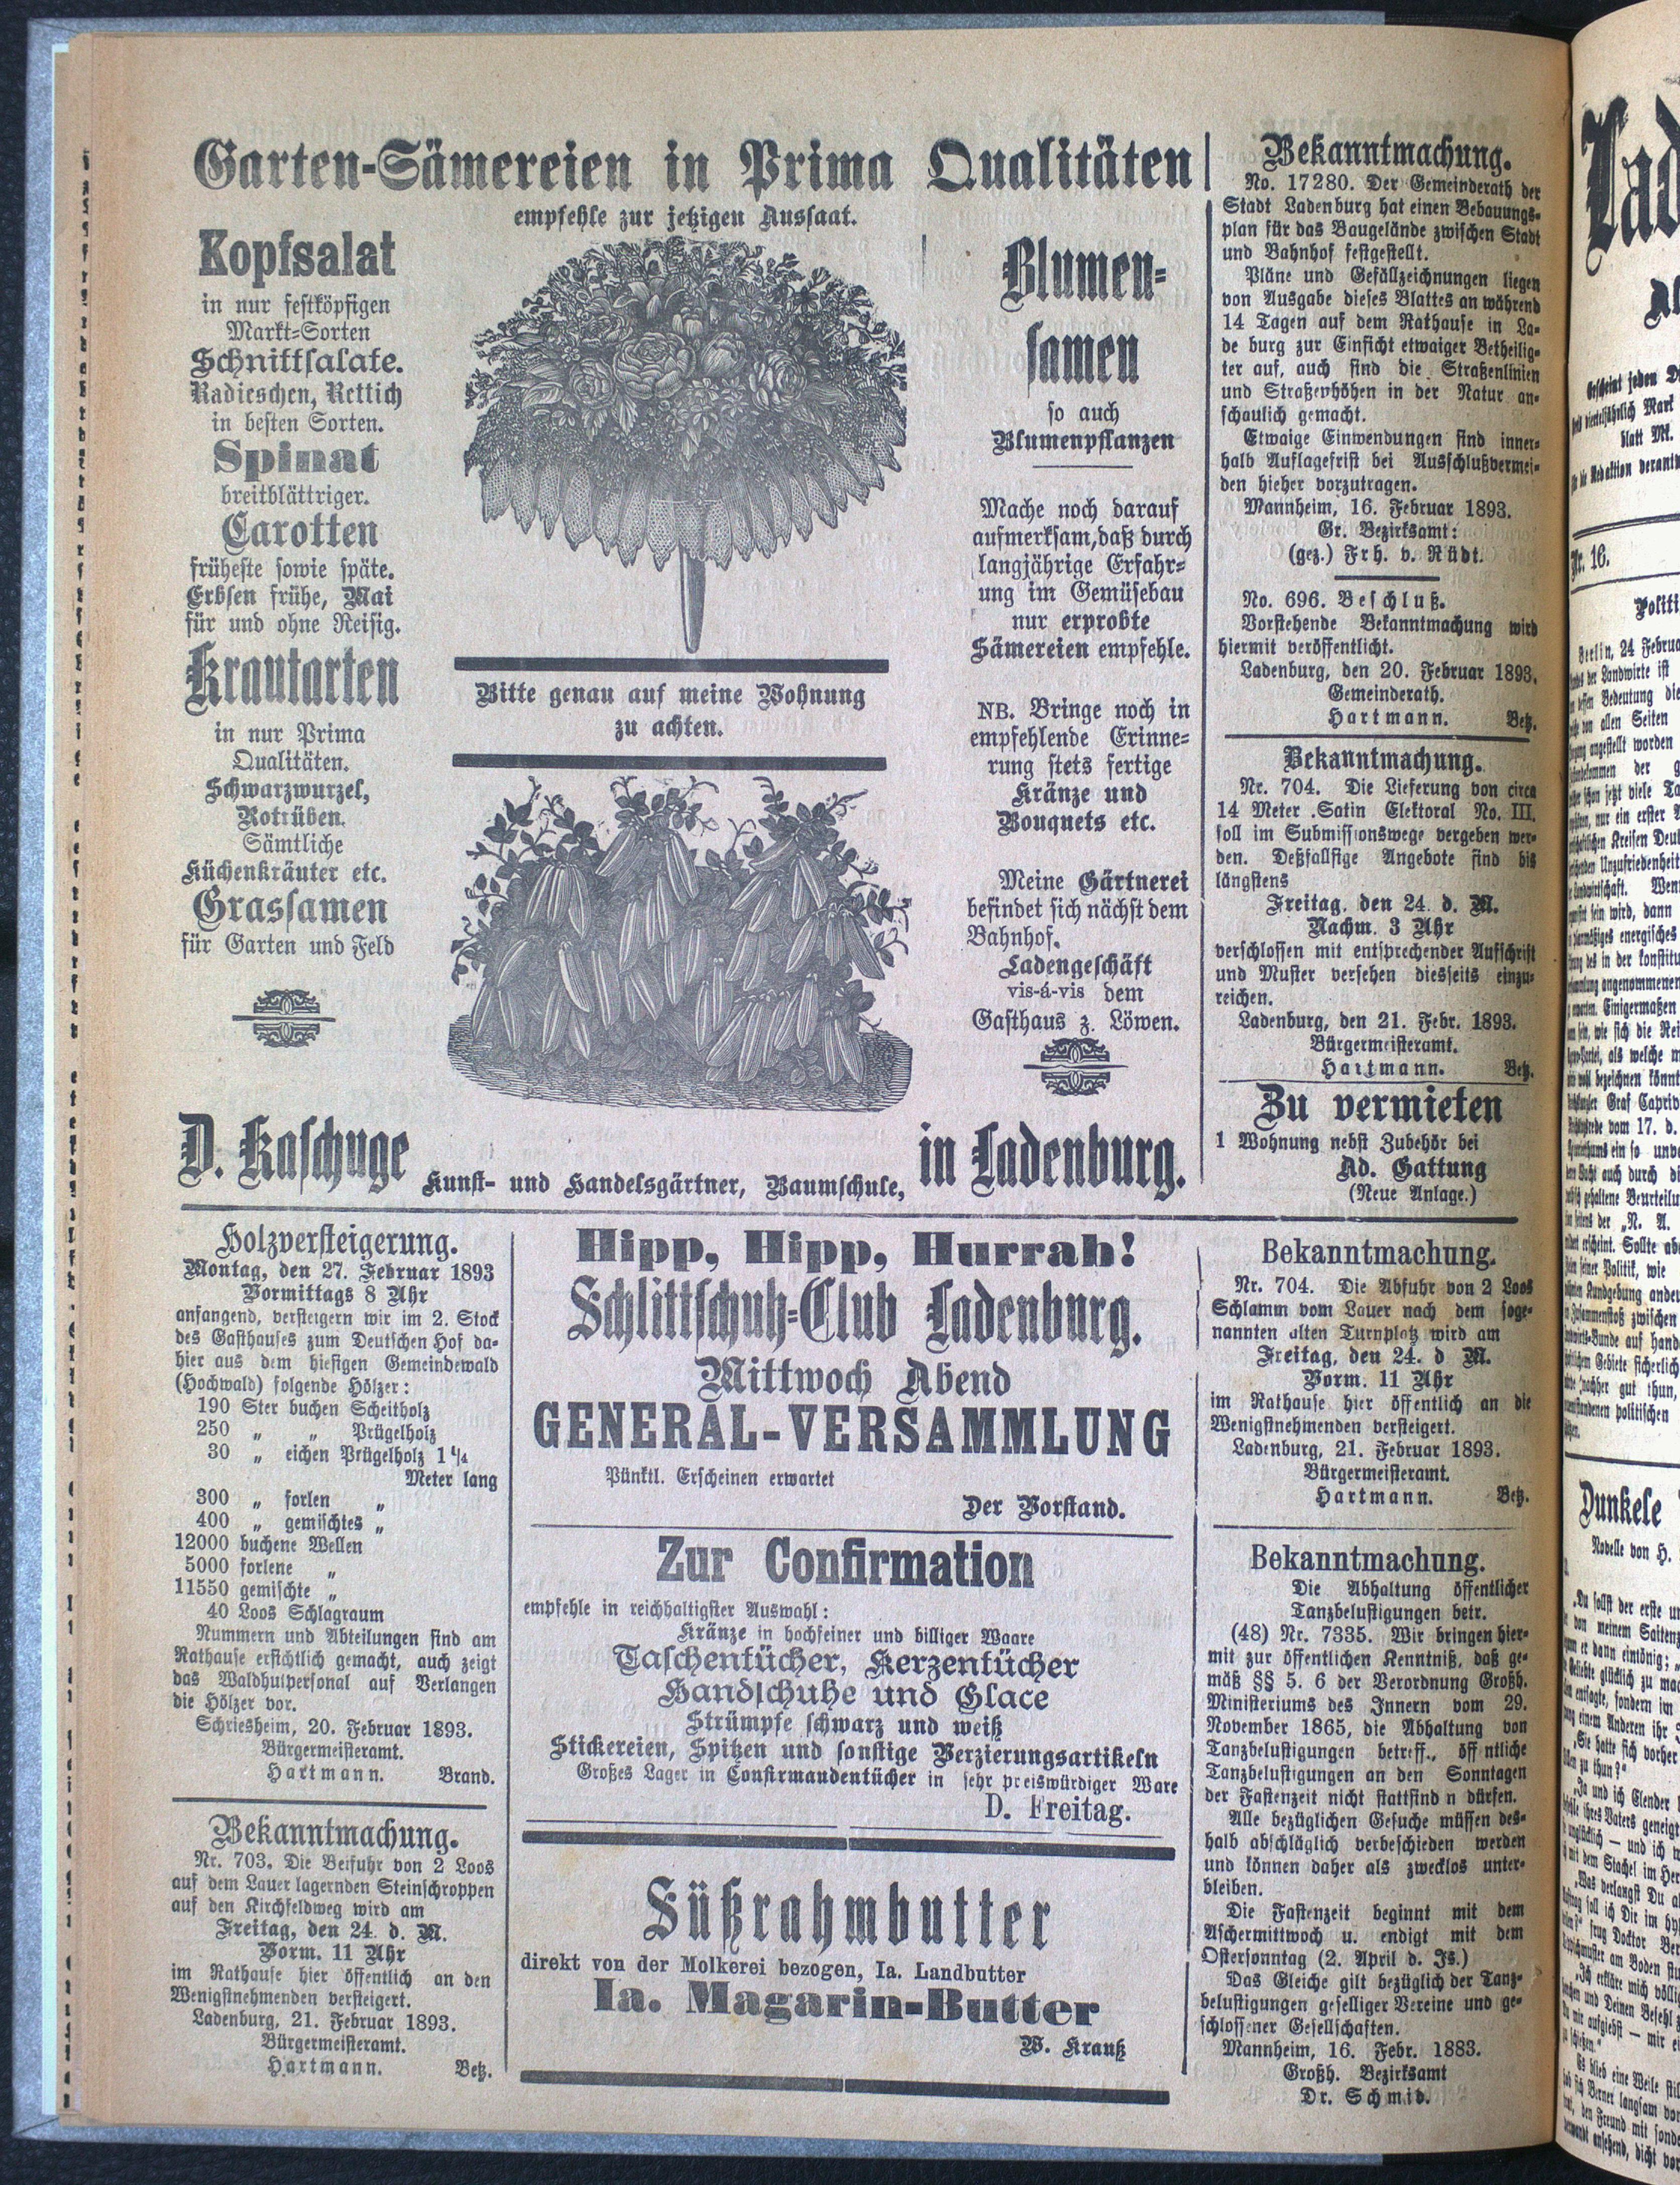 Garten-Sämereien in Prima Qualitäten
empfehle zur jetzigen Aussaat.
Kopfsalat
in nur festköpfigen
Markt-Sorten
Schnittsalate.
Radieschen, Rettich
in besten Sorten.
Spinat
breitblättriger.
Carotten
früheste sowie späte.
Erbsen frühe, Mai
für und ohne Reisig.
Krautarten
in nur Prima
Qualitäten.
Schwarzwurzel,
Rotrüben.
Sämtliche
Küchenkräuter etc.
Grassamen
für Garten und Feld
Bitte genau auf meine Wohnung
zu achten.
Blumen-
samen
so auch
Blumenpflanzen
Mache noch darauf
aufmerksam, daß durch
langjährige Erfahr-
ung im Gemüsebau
nur erprobte
Sämereien empfehle.
NB. Bringe noch in
empfehlende Erinne-
rung stets fertige
Kränze und
Bouquets etc.
Meine Gärtnerei
befindet sich nächst dem
Bahnhof.
Ladengeschäft
vis-á-vis dem
Gasthaus z. Löwen.
D. Kaschuge Kunst- und Handelsgärtner, Baumschule, in Ladenburg.
Bekanntmachung.
No. 17280. Der Gemeinderath der
Stadt Ladenburg hat einen Bebauungs-
plan für das Baugelände zwischen Stadt
und Bahnhof festgestellt.
Pläne und Gefällzeichnungen liegen
von Ausgabe dieses Blattes an während
14 Tagen auf dem Rathause in La-
de burg zur Einsicht etwaiger Betheilig-
ter auf, auch sind die Straßenlinien
und Straßenhöhen in der Natur an-
schaulich gemacht.
Etwaige Einwendungen sind inner-
halb Auflagefrist bei Ausschlußvermei-
den hieher vorzutragen.
Mannheim, 16. Februar 1893.
Gr. Bezirksamt:
(gez.) Frh. v. Rüdt.
No. 696. Beschluß.
Vorstehende Bekanntmachung wird
hiermit veröffentlicht.
Ladenburg, den 20. Februar 1893.
Gemeinderath.
Hartmann. Betz.
Bekanntmachung.
Nr. 704. Die Lieferung von circa
14 Meter Satin Elektoral No. III.
soll im Submissionswege vergeben wer-
den. Deßfallsige Angebote sind bis
längstens
Freitag, den 24. d. M.
Nachm. 3 Uhr
verschlossen mit entsprechender Aufschrift
und Muster versehen diesseits einzu-
reichen.
Ladenburg, den 21. Febr. 1893.
Bürgermeisteramt.
Hartmann. Betz.
Zu vermieten
1 Wohnung nebst Zubehör bei
Ad. Gattung
(Neue Anlage.)
Holzversteigerung.
Montag, den 27. Februar 1893
Vormittags 8 Uhr
anfangend, versteigern wir im 2. Stock
des Gasthauses zum Deutschen Hof da-
hier aus dem hiesigen Gemeindewald
(Hochwald) folgende Hölzer:
190 Ster buchen Scheitholz
250 „ „ Prügelholz
30 „ eichen Prügelholz 1 1/4
Meter lang
300 „ forlen „
400 „ gemischtes „
12000 buchene Wellen
5000 forlene „
11550 gemischte „
40 Loos Schlagraum
Nummern und Abteilungen sind am
Rathause ersichtlich gemacht, auch zeigt
das Waldhutpersonal auf Verlangen
die Hölzer vor.
Schriesheim, 20. Februar 1893.
Bürgermeisteramt.
Hartmann. Brand.
Bekanntmachung.
Nr. 703. Die Beifuhr von 2 Loos
auf dem Lauer lagernden Steinschroppen
auf den Kirchfeldweg wird am
Freitag, den 24. d. M.
Vorm. 11 Uhr
im Rathause hier öffentlich an den
Wenigstnehmenden versteigert.
Ladenburg, 21. Februar 1893.
Bürgermeisteramt.
Hartmann. Betz.
Hipp, Hipp, Hurrah!
Schlittschuh-Club Ladenburg.
Mittwoch Abend
GENERAL-VERSAMMLUNG
Pünktl. Erscheinen erwartet
Der Vorstand.
Zur Confirmation
empfehle in reichhaltigster Auswahl:
Kränze in hochfeiner und billiger Waare
Taschentücher, Kerzentücher
Handschuhe und Glace
Strümpfe schwarz und weiß
Stickereien, Spitzen und sonstige Verzierungsartikeln
Großes Lager in Confirmandentücher in sehr preiswürdiger Ware
D. Freitag.
Süßrahmbutter
direkt von der Molkerei bezogen, Ia. Landbutter
Ia. Magarin-Butter
W. Krauß
Bekanntmachung.
Nr. 704. Die Abfuhr von 2 Loos
Schlamm vom Lauer nach dem soge-
nannten alten Turnplatz wird am
Freitag, den 24. d M.
Vorm. 11 Uhr
im Rathause hier öffentlich an die
Wenigstnehmenden versteigert.
Ladenburg, 21. Februar 1893.
Bürgermeisteramt.
Hartmann. Betz.
Bekanntmachung.
Die Abhaltung öffentlicher
Tanzbelustigungen betr.
(48) Nr. 7335. Wir bringen hier-
mit zur öffentlichen Kenntniß, daß ge-
mäß §§ 5. 6 der Verordnung Großh.
Ministeriums des Innern vom 29.
November 1865, die Abhaltung von
Tanzbelustigungen betreff., öff ntliche
Tanzbelustigungen an den Sonntagen
der Fastenzeit nicht stattfind n dürfen.
Alle bezüglichen Gesuche müssen des-
halb abschläglich verbeschieden werden
und können daher als zwecklos unter-
bleiben.
Die Fastenzeit beginnt mit dem
Aschermittwoch u. endigt mit dem
Ostersonntag (2. April d. Js.)
Das Gleiche gilt bezüglich der Tanz-
belustigungen geselliger Vereine und ge-
schlossener Gesellschaften.
Mannheim, 16. Febr. 1883.
Großh. Bezirksamt
Dr. Schmid.
Lad
Erscheint jeden
vierteljährlich Mark
blatt
Nr. 16.
Berlin, 24
Dunkele
Novelle von H.